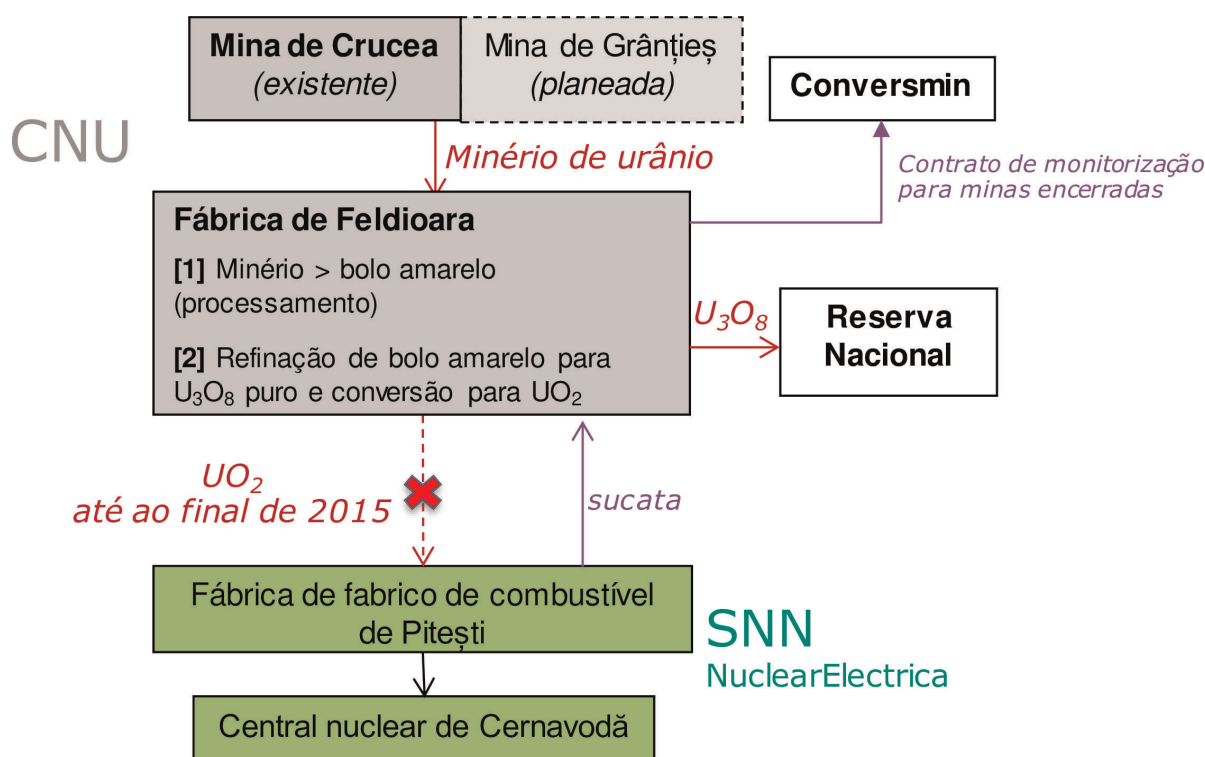 Mina de Crucea
(existente)
Mina de Grânțieș
(planeada)
Conversmin
CNU
Minério de urânio
Contrato de monitorização
para minas encerradas
Fábrica de Feldioara
[1] Minério > bolo amarelo
(processamento)
[2] Refinação de bolo amarelo para
U₃O₈ puro e conversão para UO₂
U₃O₈
Reserva
Nacional
UO₂
até ao final de 2015
sucata
Fábrica de fabrico de combustível
de Pitești
SNN
NuclearElectrica
Central nuclear de Cernavodă